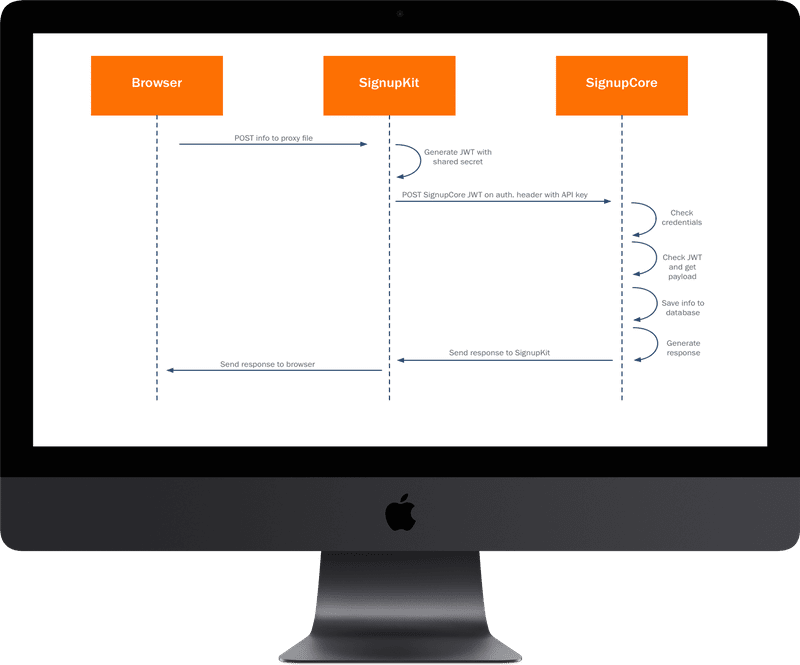 Browser
SignupKit
SignupCore
POST info to proxy file
Generate JWT with
shared secret
POST SignupCore JWT on auth, header with API key
Check
credentials
Check JWT
and get
payload
Save info to
database
Generate
response
Send response to SignupKit
Send response to browser